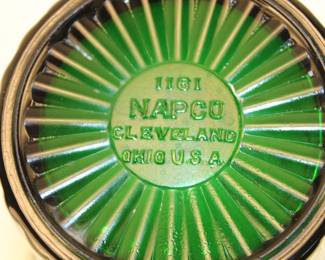 1161
NAPCO
CLEVELAND
OHIO U.S.A.